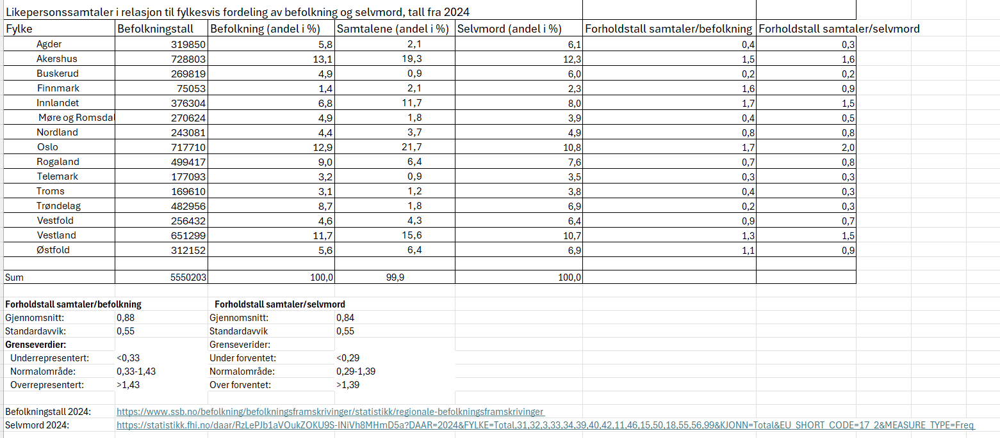 Likepersonssamtaler i relasjon til fylkesvis fordeling av befolkning og selvmord, tall fra 2024
Fylke Befolkningstall Befolkning (andel i %) Samtalene (andel i %) Selvmord (andel i %) Forholdstall samtaler/befolkning Forholdstall samtaler/selvmord
Agder 319850 5,8 2,1 6,1 0,4 0,3
Akershus 728803 13,1 19,3 12,3 1,5 1,6
Buskerud 269819 4,9 0,9 6,0 0,2 0,2
Finnmark 75053 1,4 2,1 2,3 1,6 0,9
Innlandet 376304 6,8 11,7 8,0 1,7 1,5
Møre og Romsdal 270624 4,9 1,8 3,9 0,4 0,5
Nordland 243081 4,4 3,7 4,9 0,8 0,8
Oslo 717710 12,9 21,7 10,8 1,7 2,0
Rogaland 499417 9,0 6,4 7,6 0,7 0,8
Telemark 177093 3,2 0,9 3,5 0,3 0,3
Troms 169610 3,1 1,2 3,8 0,4 0,3
Trøndelag 482956 8,7 1,8 6,9 0,2 0,3
Vestfold 256432 4,6 4,3 6,4 0,9 0,7
Vestland 651299 11,7 15,6 10,7 1,3 1,5
Østfold 312152 5,6 6,4 6,9 1,1 0,9
Sum 5550203 100,0 99,9 100,0
Forholdstall samtaler/befolkning Forholdstall samtaler/selvmord
Gjennomsnitt: 0,88 Gjennomsnitt: 0,84
Standardavvik: 0,55 Standardavvik 0,55
Grenseverdier: Grenseverider:
Underrepresentert: <0,33 Under forventet: <0,29
Normalområde: 0,33-1,43 Normalområde: 0,29-1,39
Overrepresentert: >1,43 Over forventet: >1,39
Befolkningstall 2024: https://www.ssb.no/befolkning/befolkningsframskrivinger/statistikk/regionale-befolkningsframskrivinger
Selvmord 2024: https://statistikk.fhi.no/daar/RzLePJb1aVOukZOKU9S-INiVh8MHmD5a?DAAR=2024&FYLKE=Total,31,32,3,33,34,39,40,42,11,46,15,50,18,55,56,99&KJONN=Total&EU_SHORT_CODE=17_2&MEASURE_TYPE=Freq